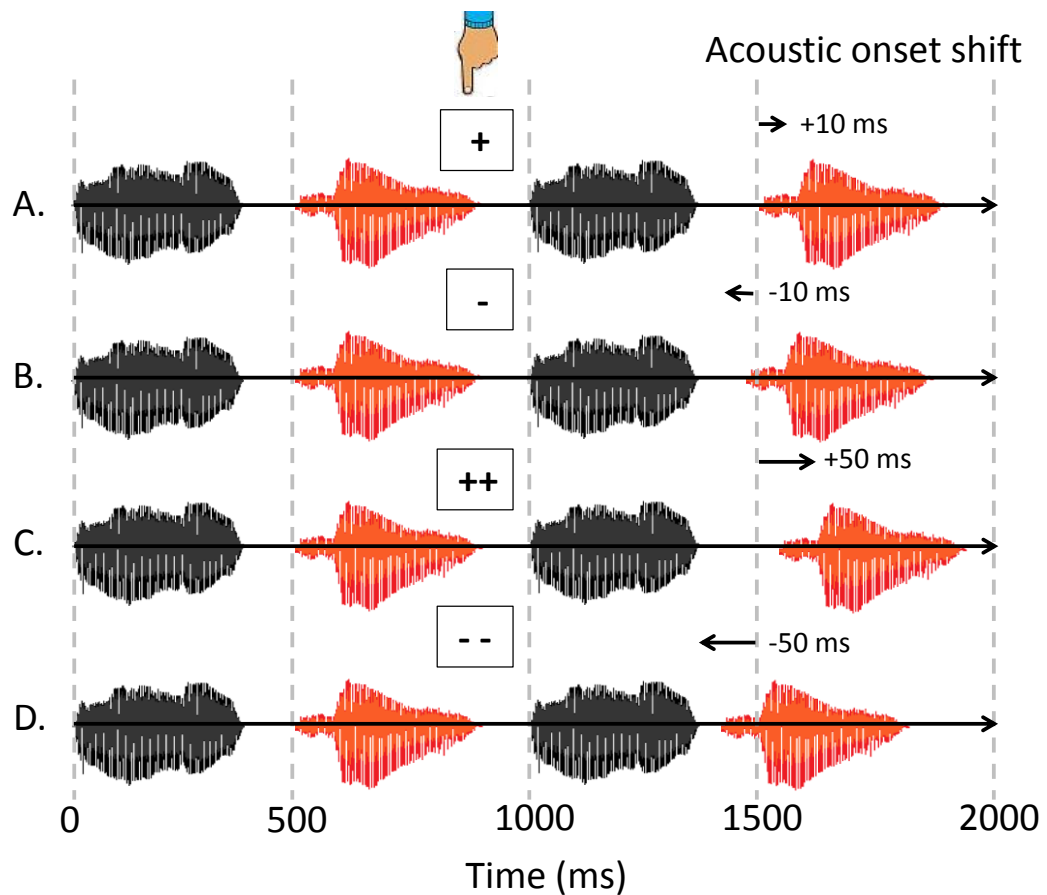 Acoustic onset shift
+10 ms
+
A.
-10 ms
-
B.
+50 ms
++
C.
-50 ms
- -
D.
0 500 1000 1500 2000
Time (ms)